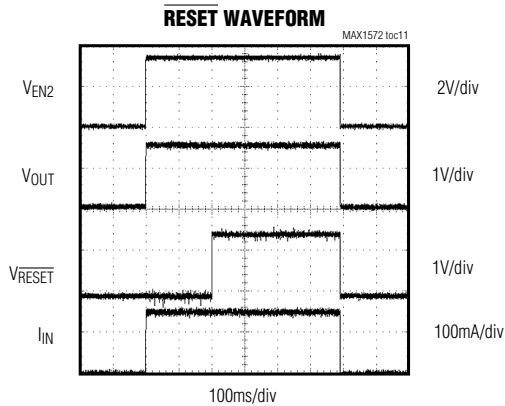 RESET WAVEFORM
MAX1572 toc11
VEN2
2V/div
VOUT
1V/div
VRESET
1V/div
IIN
100mA/div
100ms/div